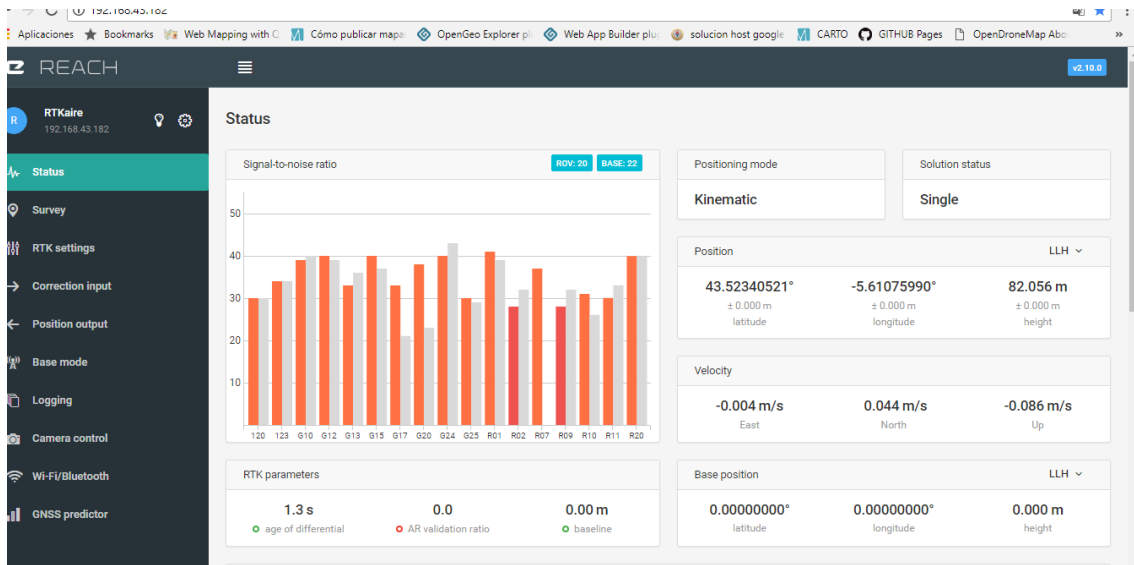 192.168.43.182
Aplicaciones Bookmarks Web Mapping with Cómo publicar mapa OpenGeo Explorer pl Web App Builder plu solucion host google CARTO GITHUB Pages OpenDroneMap Abo »
REACH v2.10.0
R RTKaire
192.168.43.182
Status
Survey
RTK settings
Correction input
Position output
Base mode
Logging
Camera control
Wi-Fi/Bluetooth
GNSS predictor
Status
Signal-to-noise ratio ROV: 20 BASE: 22
50
40
30
20
10
120 123 G10 G12 G13 G15 G17 G20 G24 G25 R01 R02 R07 R09 R10 R11 R20
Positioning mode
Kinematic
Solution status
Single
Position LLH
43.52340521° -5.61075990° 82.056 m
± 0.000 m ± 0.000 m ± 0.000 m
latitude longitude height
Velocity
-0.004 m/s 0.044 m/s -0.086 m/s
East North Up
RTK parameters
1.3 s 0.0 0.00 m
age of differential AR validation ratio baseline
Base position LLH
0.00000000° 0.00000000° 0.000 m
latitude longitude height